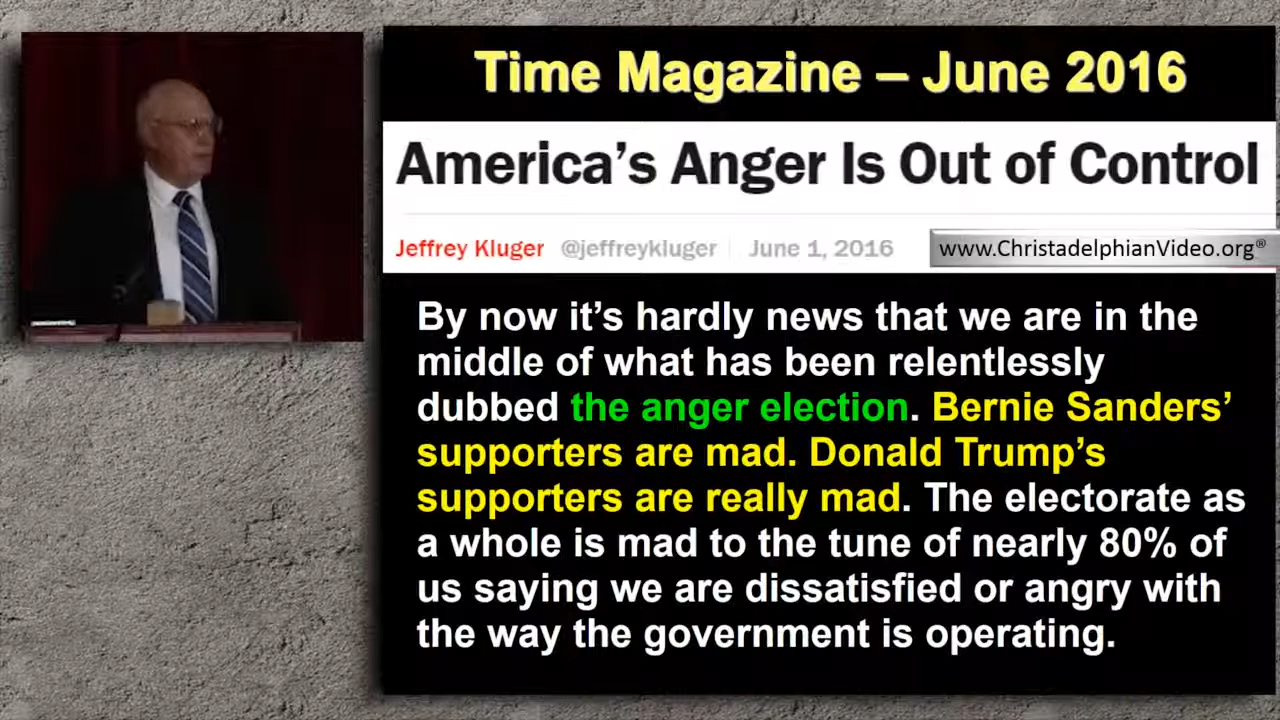 Time Magazine – June 2016
America’s Anger Is Out of Control
Jeffrey Kluger @jeffreykluger June 1, 2016
www.ChristadelphianVideo.org®
By now it’s hardly news that we are in the
middle of what has been relentlessly
dubbed the anger election. Bernie Sanders’
supporters are mad. Donald Trump’s
supporters are really mad. The electorate as
a whole is mad to the tune of nearly 80% of
us saying we are dissatisfied or angry with
the way the government is operating.